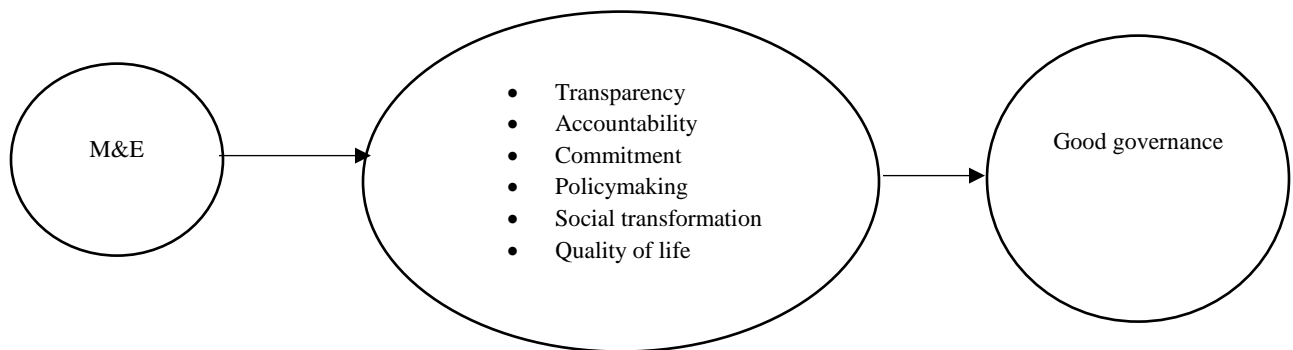 M&E
• Transparency
• Accountability
• Commitment
• Policymaking
• Social transformation
• Quality of life
Good governance